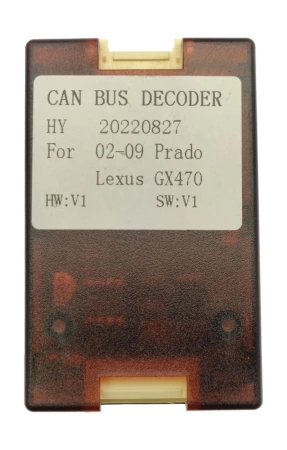 CAN BUS DECODER
HY 20220827
For 02-09 Prado
Lexus GX470
HW:V1 SW:V1